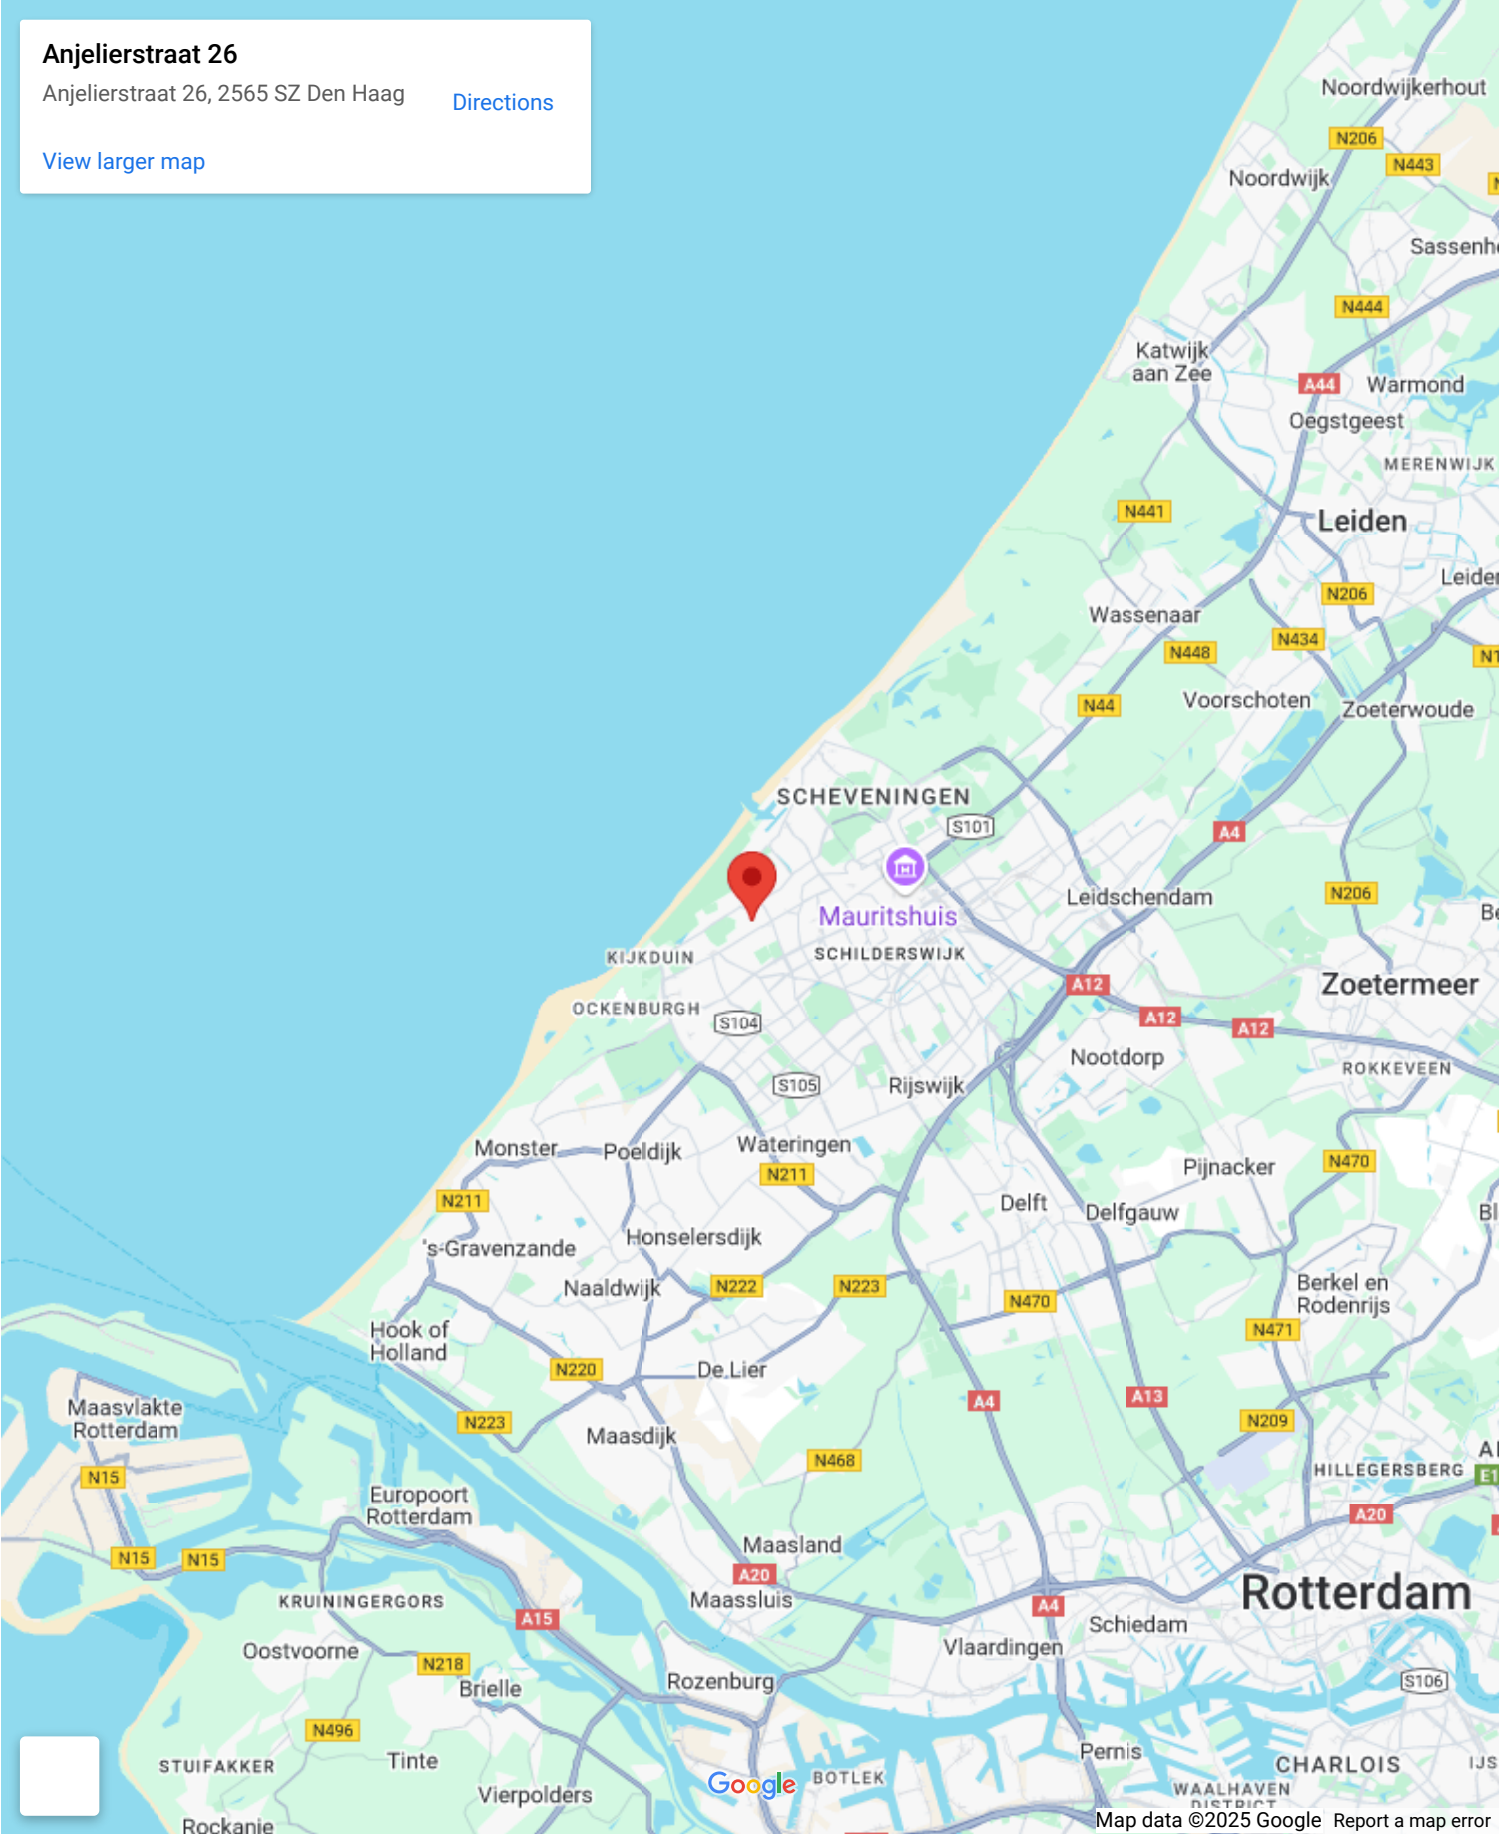 Anjelierstraat 26
Anjelierstraat 26, 2565 SZ Den Haag
Directions
View larger map
Noordwijkerhout
N206
N443
Noordwijk
Sassenh
N444
Katwijk
aan Zee
A44
Warmond
Oegstgeest
MERENWIJK
N441
Leiden
Leider
N206
Wassenaar
N434
N448
N1
N44
Voorschoten
Zoeterwoude
SCHEVENINGEN
S101
A4
Mauritshuis
Leidschendam
N206
Be
SCHILDERSWIJK
KIJKDUIN
A12
Zoetermeer
OCKENBURGH
S104
A12
A12
Nootdorp
ROKKEVEEN
S105
Rijswijk
Monster
Poeldijk
Wateringen
N211
Pijnacker
N470
N211
Delft
Delfgauw
Bl
Honselersdijk
's-Gravenzande
Naaldwijk
N222
N223
N470
Berkel en
Rodenrijs
N471
Hook of
Holland
N220
De Lier
A4
A13
Maasvlakte
Rotterdam
N223
N209
Maasdijk
N468
HILLEGERSBERG
E1
N15
Europoort
Rotterdam
A20
Maasland
N15
N15
A20
Rotterdam
KRUININGERGORS
Maassluis
A4
A15
Schiedam
Oostvoorne
Vlaardingen
N218
Rozenburg
S106
Brielle
N496
Pernis
STUIFAKKER
Tinte
CHARLOIS
IJS
Google
BOTLEK
Vierpolders
WAALHAVEN
DISTRICT
Rockanje
Map data ©2025 Google
Report a map error